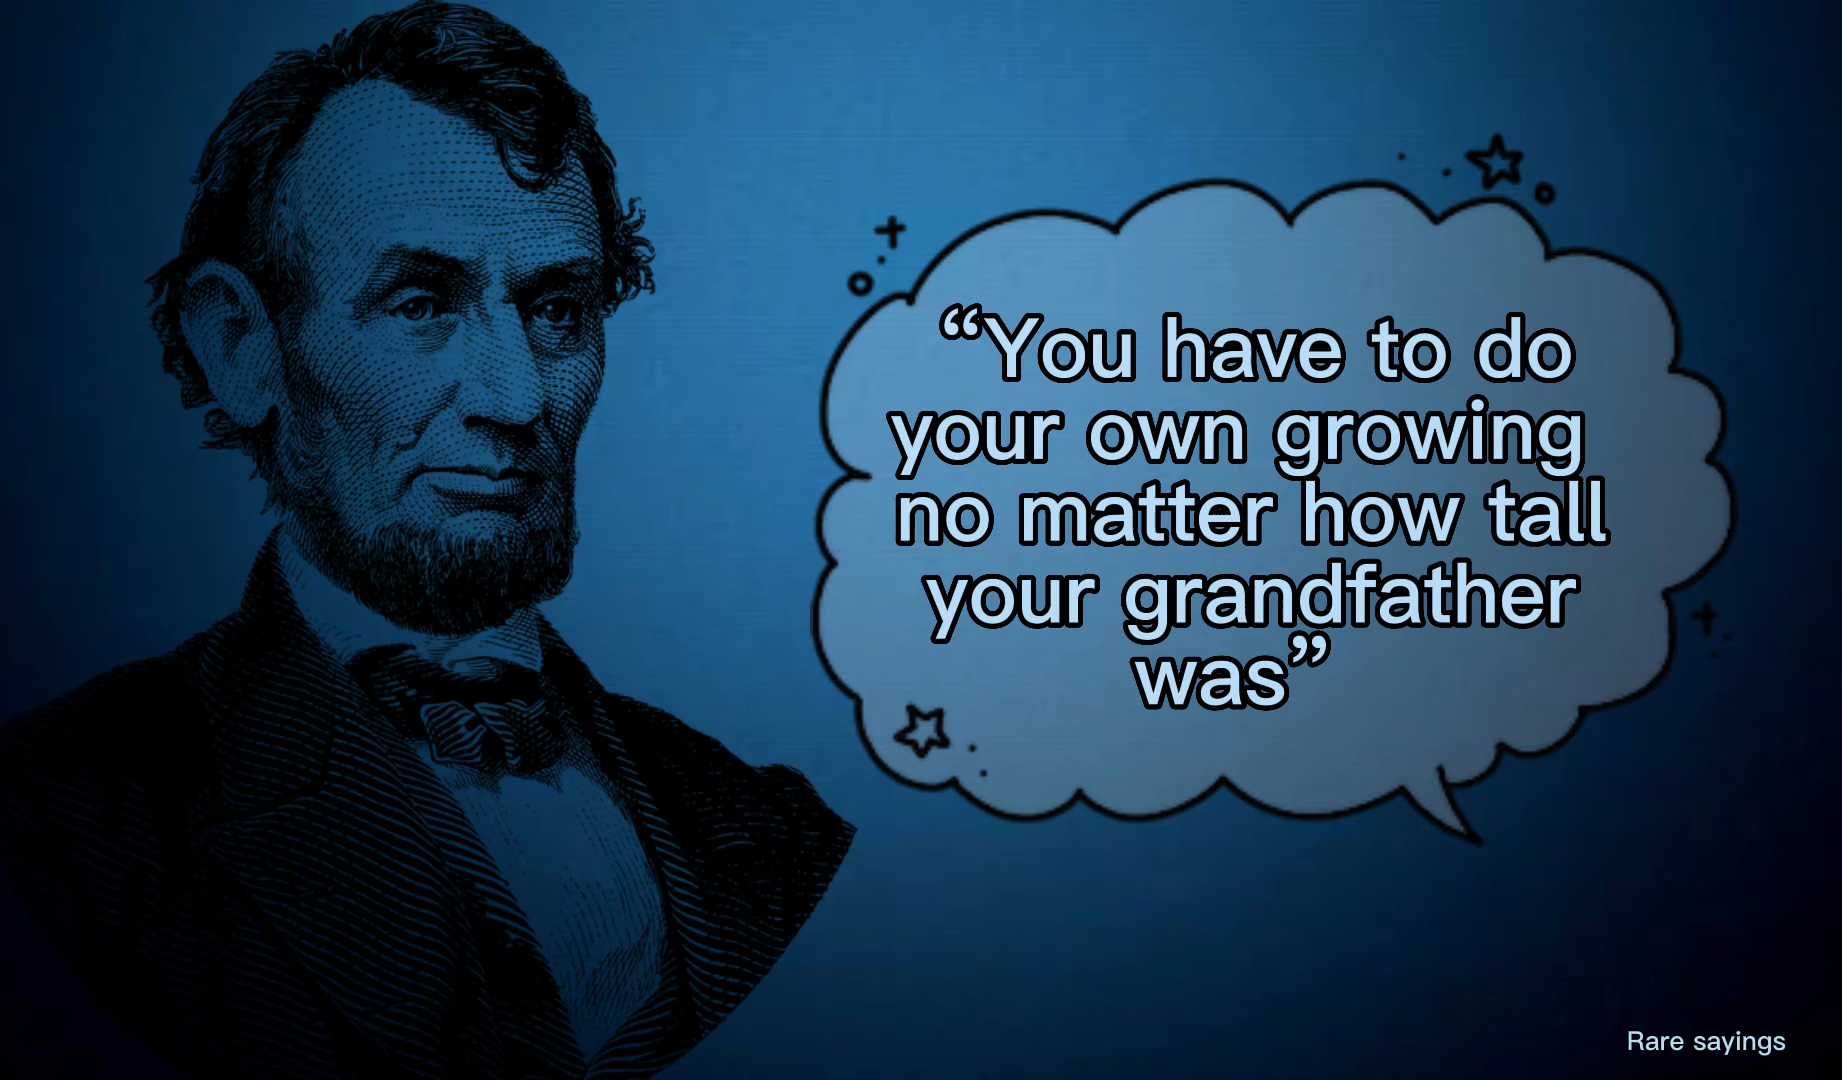 “You have to do
your own growing
no matter how tall
your grandfather
was”
Rare sayings